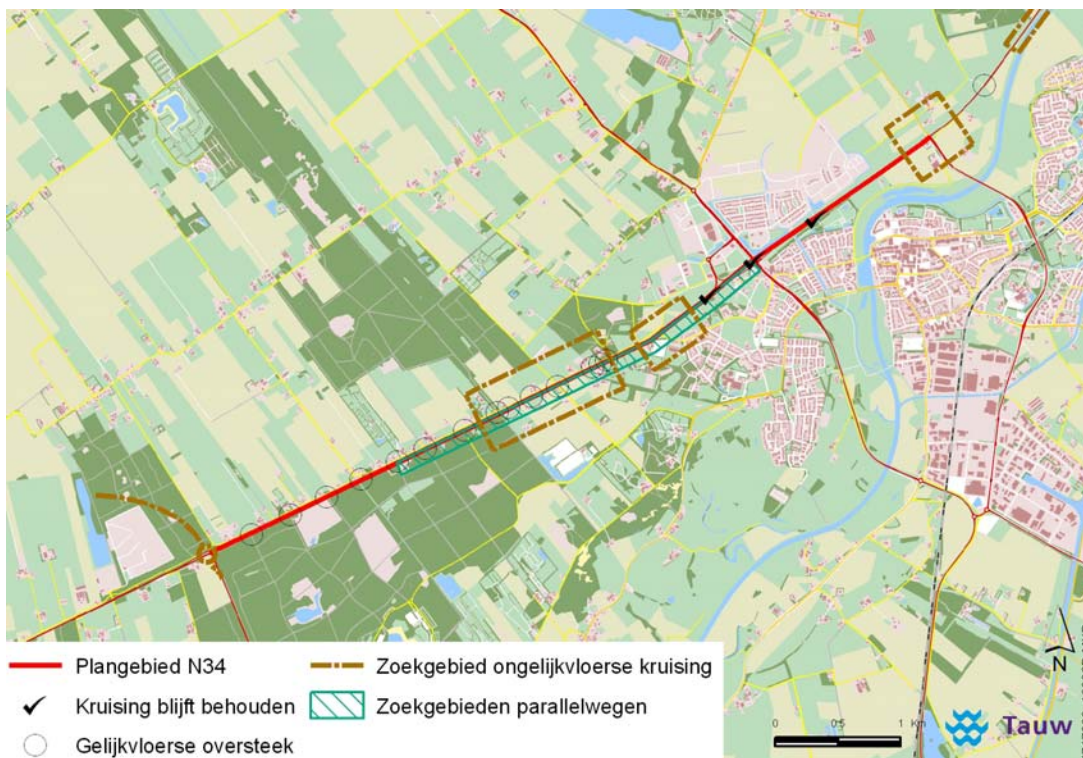 N
Plangebied N34
Zoekgebied ongelijkvloerse kruising
Kruising blijft behouden
Zoekgebieden parallelwegen
Gelijkvloerse oversteek
0 0.5 1 Km
Tauw